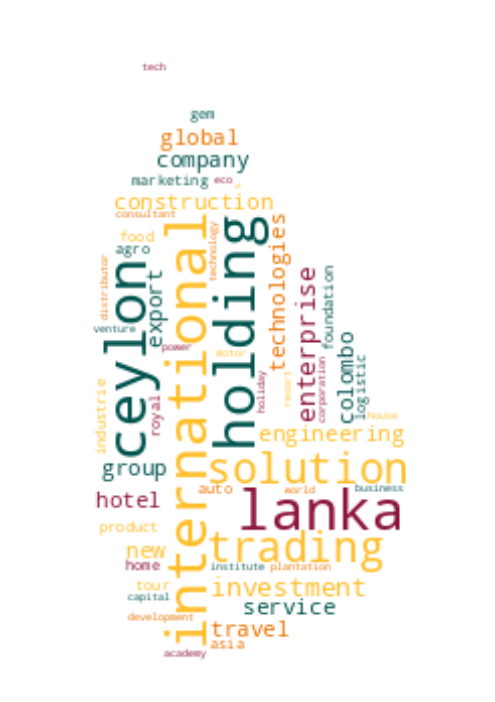 tech
gem
global
company
marketing
eco
construction
consultant
food
agro
technology
international
holding
technologies
distributor
ceylon
export
enterprise
foundation
venture
power
motor
colombo
corporation
logistic
holiday
resort
royal
industrie
house
engineering
group
solution
auto
world
business
hotel
lanka
product
new
trading
home
institute
plantation
tour
investment
capital
service
development
travel
asia
academy